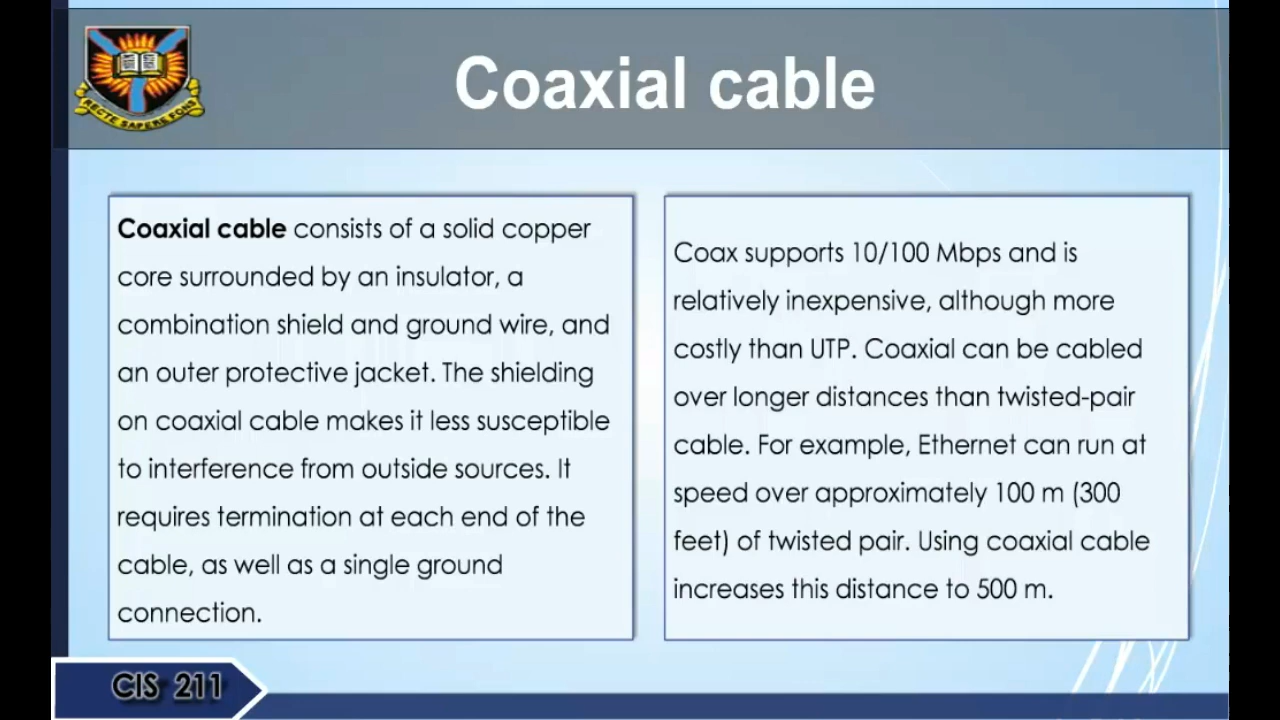 Coaxial cable
RECTE SAPERE FONS
Coaxial cable consists of a solid copper
core surrounded by an insulator, a
combination shield and ground wire, and
an outer protective jacket. The shielding
on coaxial cable makes it less susceptible
to interference from outside sources. It
requires termination at each end of the
cable, as well as a single ground
connection.
Coax supports 10/100 Mbps and is
relatively inexpensive, although more
costly than UTP. Coaxial can be cabled
over longer distances than twisted-pair
cable. For example, Ethernet can run at
speed over approximately 100 m (300
feet) of twisted pair. Using coaxial cable
increases this distance to 500 m.
CIS 211